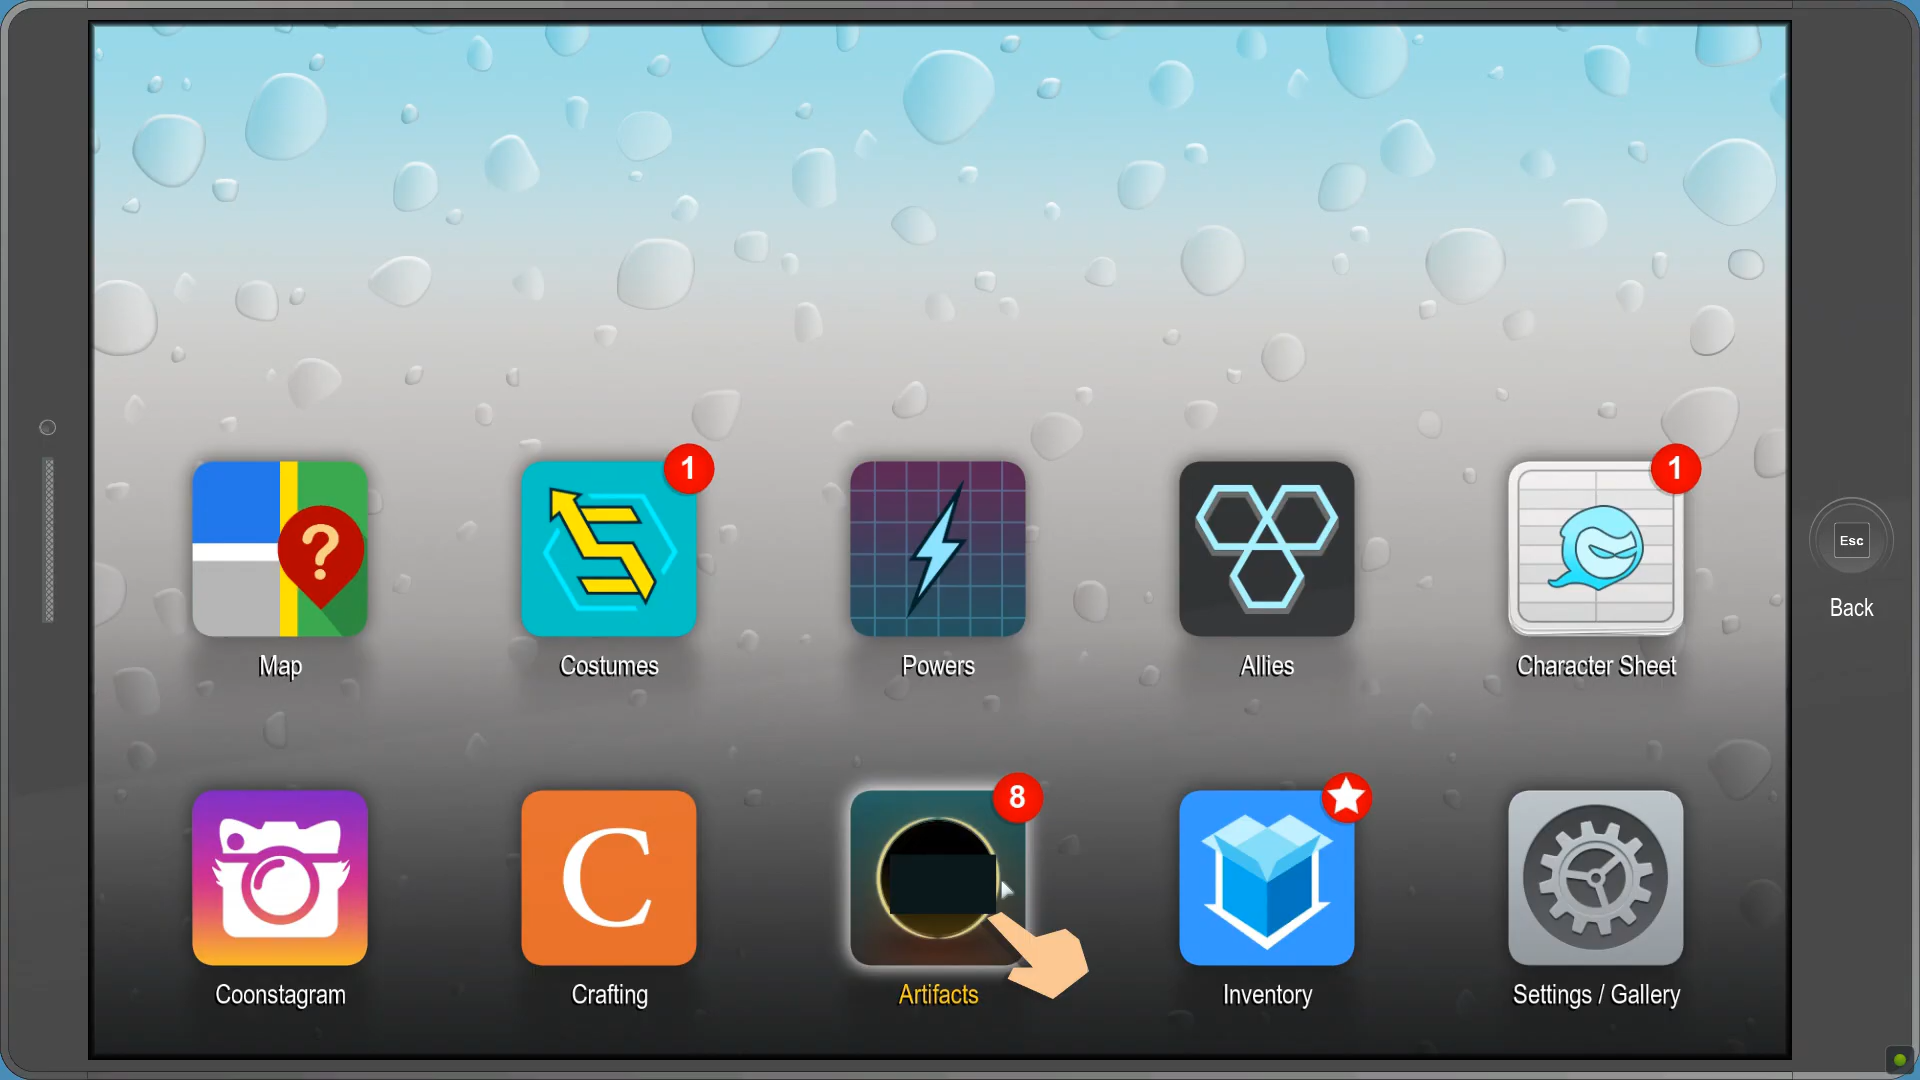 1
1
?
Map
Costumes
Powers
Allies
Character Sheet
Esc
Back
8
C
Coonstagram
Crafting
Artifacts
Inventory
Settings / Gallery